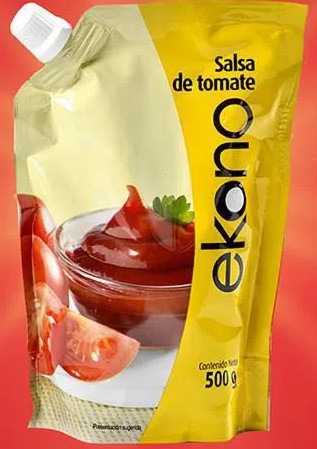 Salsa
de tomate
ekono
Contenido Neto
500 g
Presentación sugerida